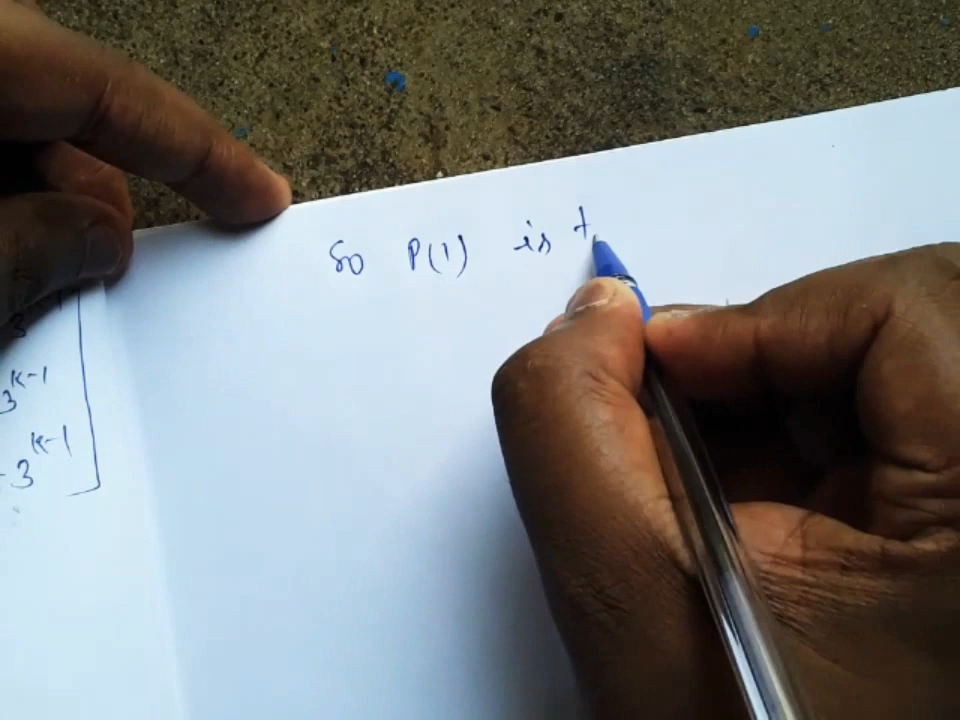 So P(1) is t
3^{k-1}
3^{k-1}